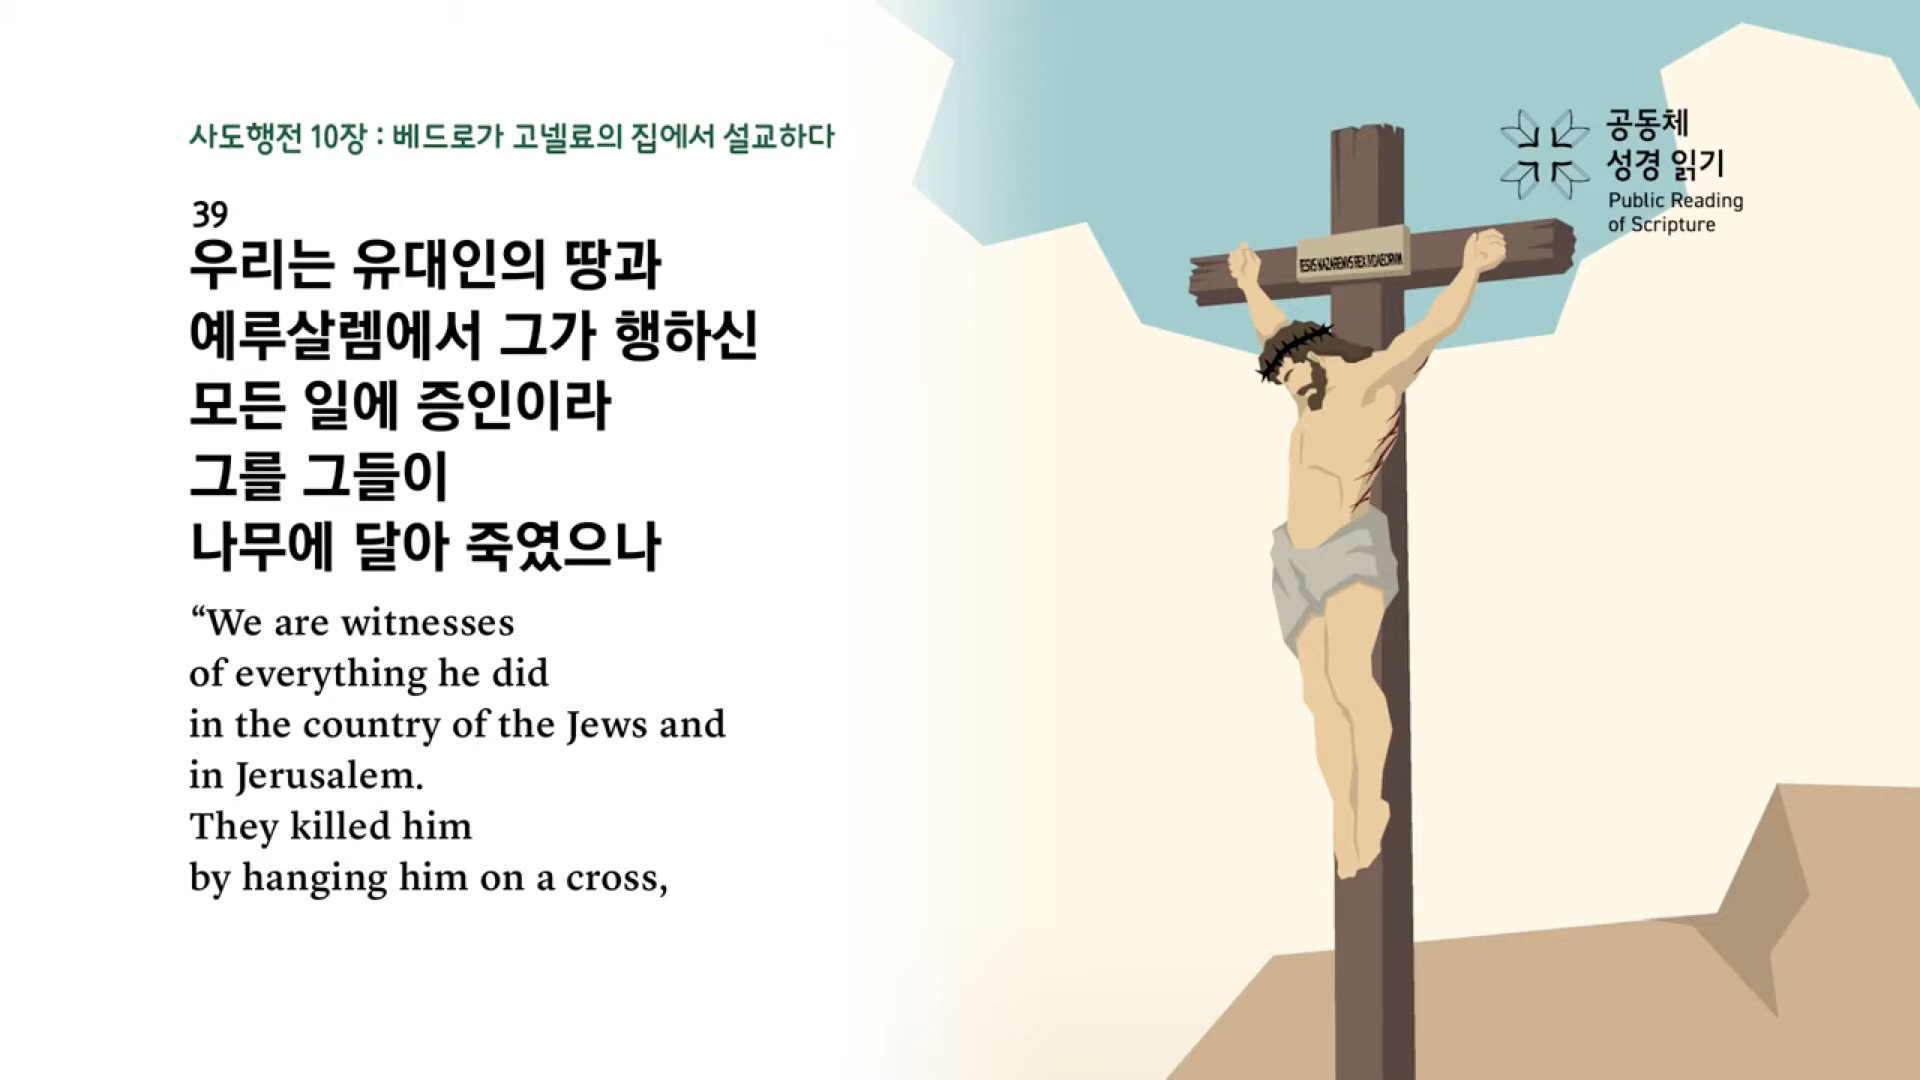 사도행전 10장 : 베드로가 고넬료의 집에서 설교하다
39
우리는 유대인의 땅과
예루살렘에서 그가 행하신
모든 일에 증인이라
그를 그들이
나무에 달아 죽였으나
“We are witnesses
of everything he did
in the country of the Jews and
in Jerusalem.
They killed him
by hanging him on a cross,
공동체
성경 읽기
Public Reading
of Scripture
IESVS NAZARENVS REX IVDAEORVM